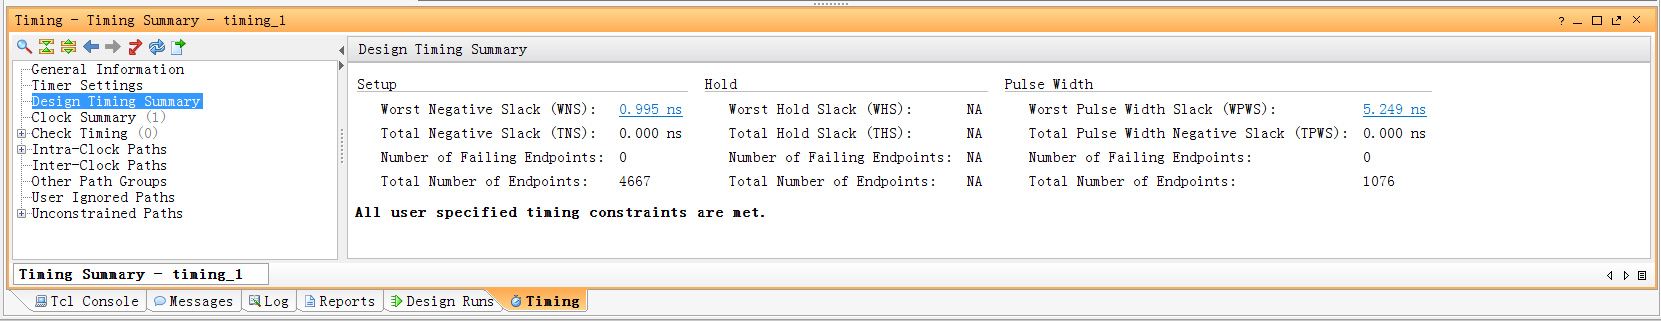 Timing - Timing Summary - timing_1
General Information
Timer Settings
Design Timing Summary
Clock Summary (1)
Check Timing (0)
Intra-Clock Paths
Inter-Clock Paths
Other Path Groups
User Ignored Paths
Unconstrained Paths
Design Timing Summary
Setup
Worst Negative Slack (WNS): 0.995 ns
Total Negative Slack (TNS): 0.000 ns
Number of Failing Endpoints: 0
Total Number of Endpoints: 4667
Hold
Worst Hold Slack (WHS): NA
Total Hold Slack (THS): NA
Number of Failing Endpoints: NA
Total Number of Endpoints: NA
Pulse Width
Worst Pulse Width Slack (WPWS): 5.249 ns
Total Pulse Width Negative Slack (TPWS): 0.000 ns
Number of Failing Endpoints: 0
Total Number of Endpoints: 1076
All user specified timing constraints are met.
Timing Summary - timing_1
Tcl Console Messages Log Reports Design Runs Timing